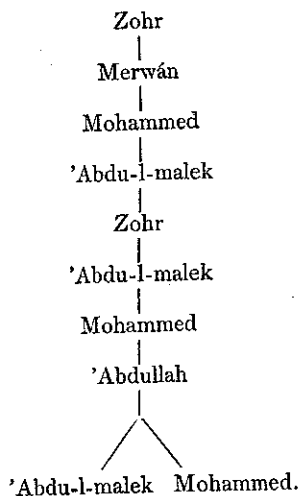 Zohr
Merwán
Mohammed
'Abdu-l-malek
Zohr
'Abdu-l-malek
Mohammed
'Abdullah
'Abdu-l-malek Mohammed.